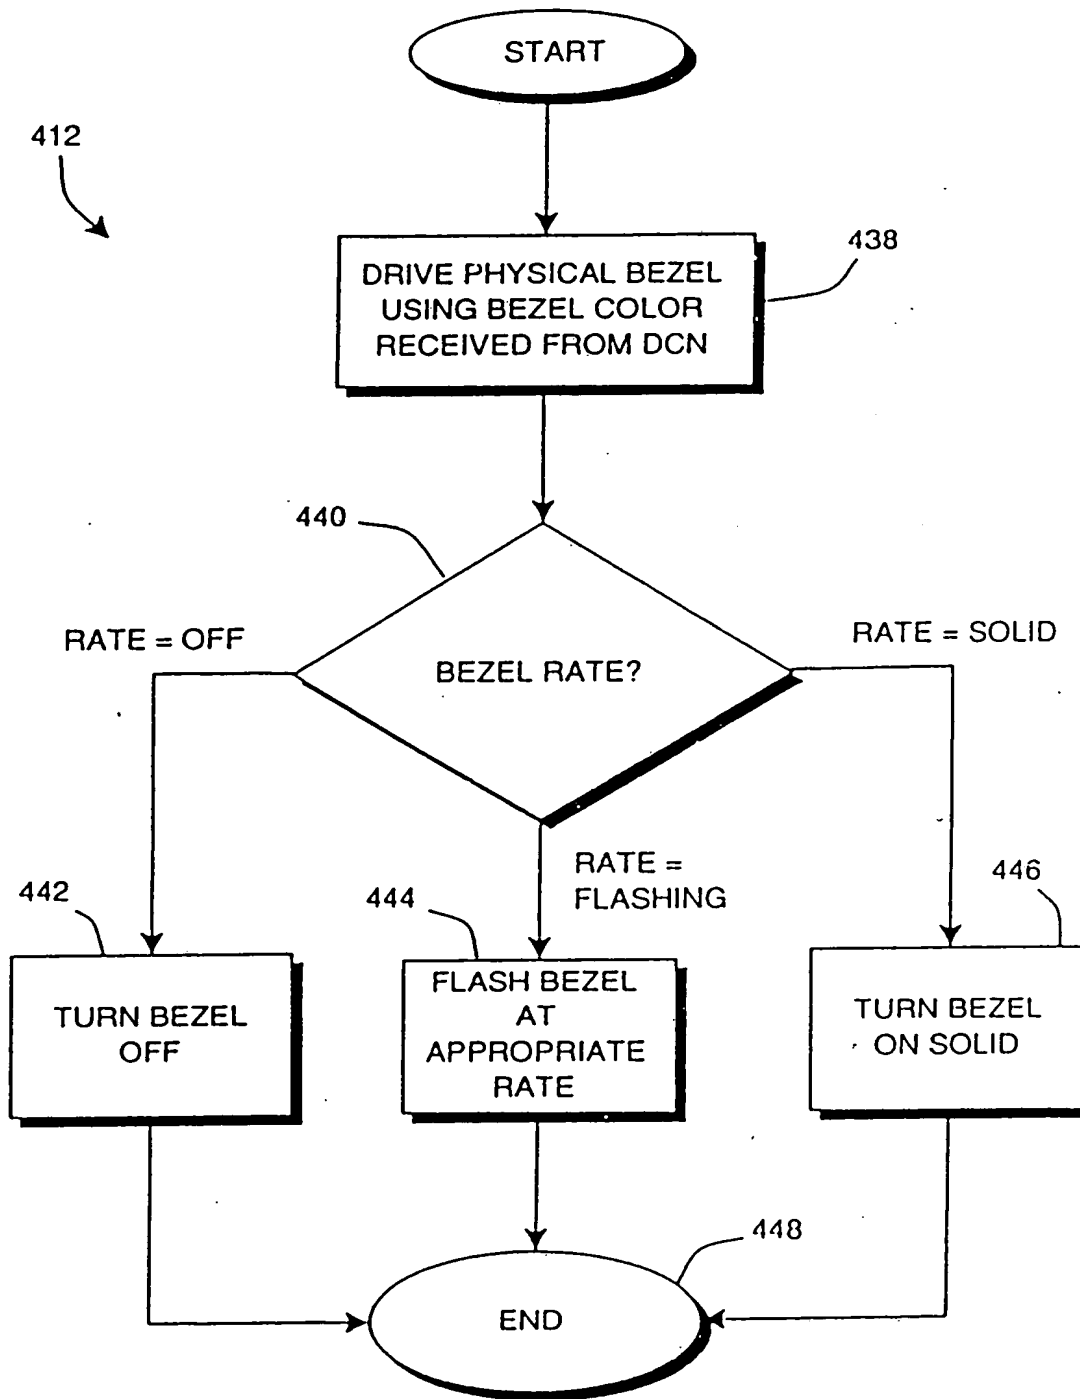 START
412
438
DRIVE PHYSICAL BEZEL
USING BEZEL COLOR
RECEIVED FROM DCN
440
RATE = OFF
RATE = SOLID
BEZEL RATE?
RATE =
FLASHING
442
444
446
TURN BEZEL
OFF
FLASH BEZEL
AT
APPROPRIATE
RATE
TURN BEZEL
ON SOLID
448
END